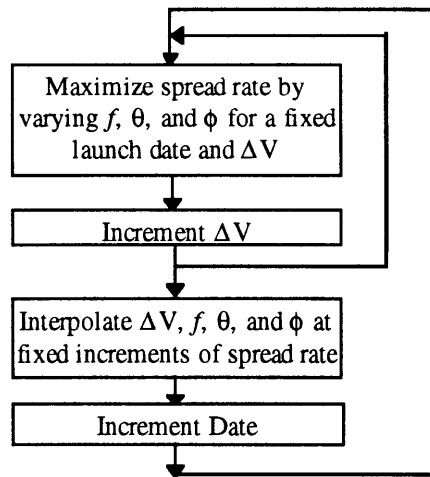 Maximize spread rate by
varying f, θ, and ϕ for a fixed
launch date and ΔV
Increment ΔV
Interpolate ΔV, f, θ, and ϕ at
fixed increments of spread rate
Increment Date